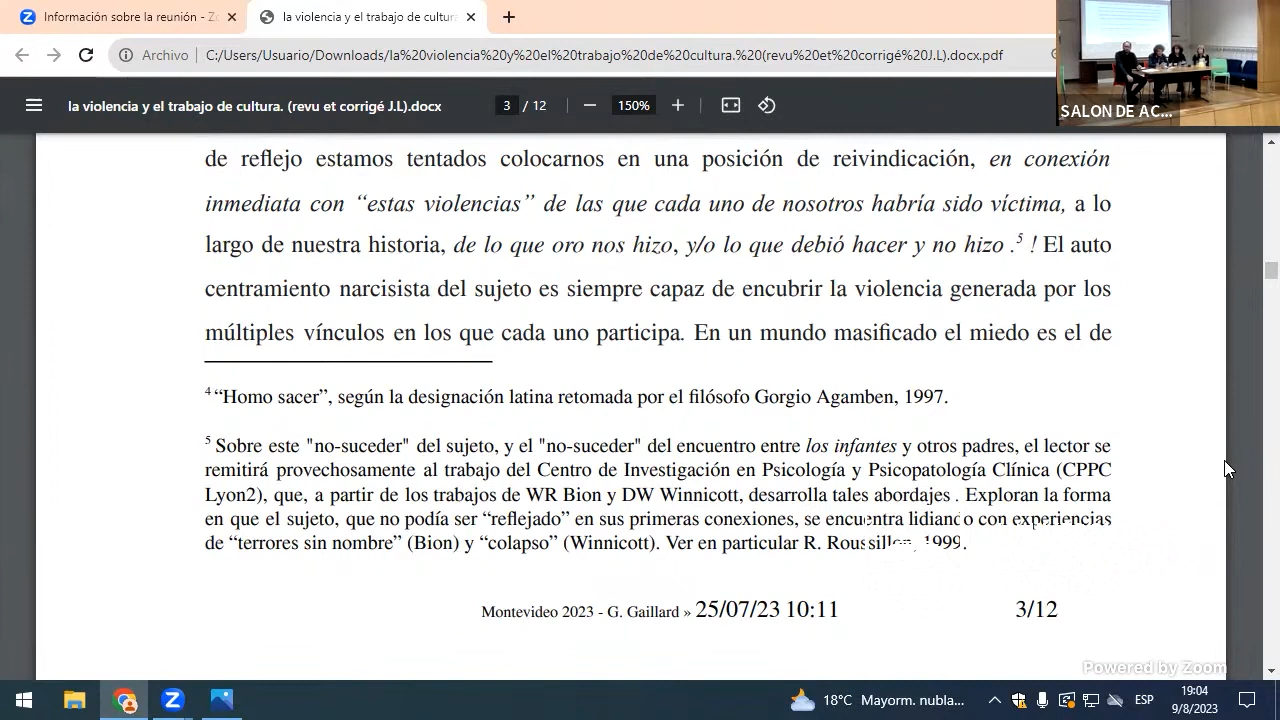 Información sobre la reunión - Zo
la violencia y el trabajo de cultura
Archivo
C:/Users/Usuario/Downloads/la%20violencia%20y%20el%20trabajo%20de%20cultura.%20(revu%20et%20corrigé%20J.L).docx.pdf
SALON DE AC...
la violencia y el trabajo de cultura. (revu et corrigé J.L).docx
3 / 12
150%
de reflejo estamos tentados colocarnos en una posición de reivindicación, en conexión
inmediata con “estas violencias” de las que cada uno de nosotros habría sido víctima, a lo
largo de nuestra historia, de lo que oro nos hizo, y/o lo que debió hacer y no hizo .5 ! El auto
centramiento narcisista del sujeto es siempre capaz de encubrir la violencia generada por los
múltiples vínculos en los que cada uno participa. En un mundo masificado el miedo es el de
4 “Homo sacer”, según la designación latina retomada por el filósofo Gorgio Agamben, 1997.
5 Sobre este "no-suceder" del sujeto, y el "no-suceder" del encuentro entre los infantes y otros padres, el lector se
remitirá provechosamente al trabajo del Centro de Investigación en Psicología y Psicopatología Clínica (CPPC
Lyon2), que, a partir de los trabajos de WR Bion y DW Winnicott, desarrolla tales abordajes . Exploran la forma
en que el sujeto, que no podía ser “reflejado” en sus primeras conexiones, se encuentra lidiando con experiencias
de “terrores sin nombre” (Bion) y “colapso” (Winnicott). Ver en particular R. Roussillon, 1999.
Montevideo 2023 - G. Gaillard » 25/07/23 10:11
3/12
Powered by Zoom
18°C Mayorm. nubla...
ESP
19:04
9/8/2023